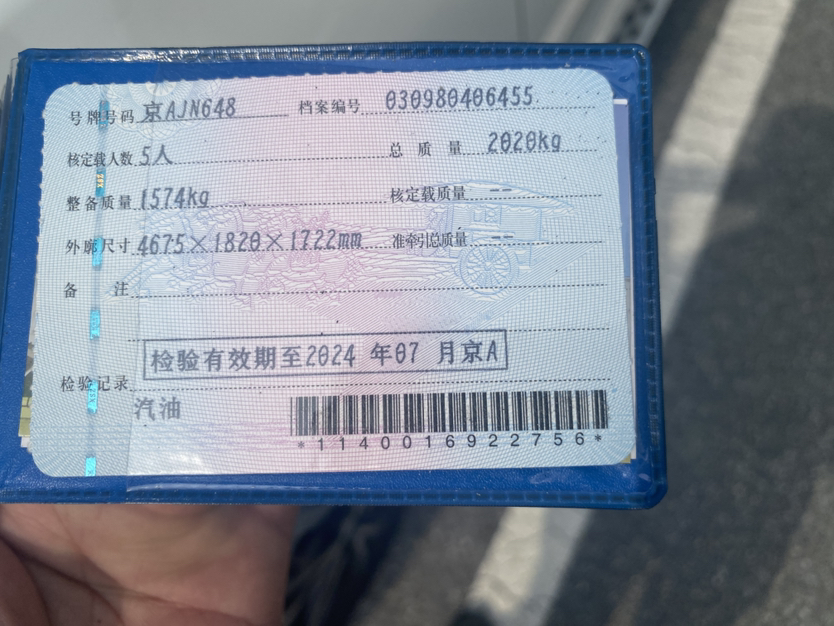 号牌号码 京AJN648 档案编号 030980406455
核定载人数 5人 总质量 2020kg
整备质量 1574kg 核定载质量 --
外廓尺寸 4675×1820×1722mm 准牵引总质量 --
备注
检验有效期至2024 年07 月京A
检验记录
汽油
*1140016922756*